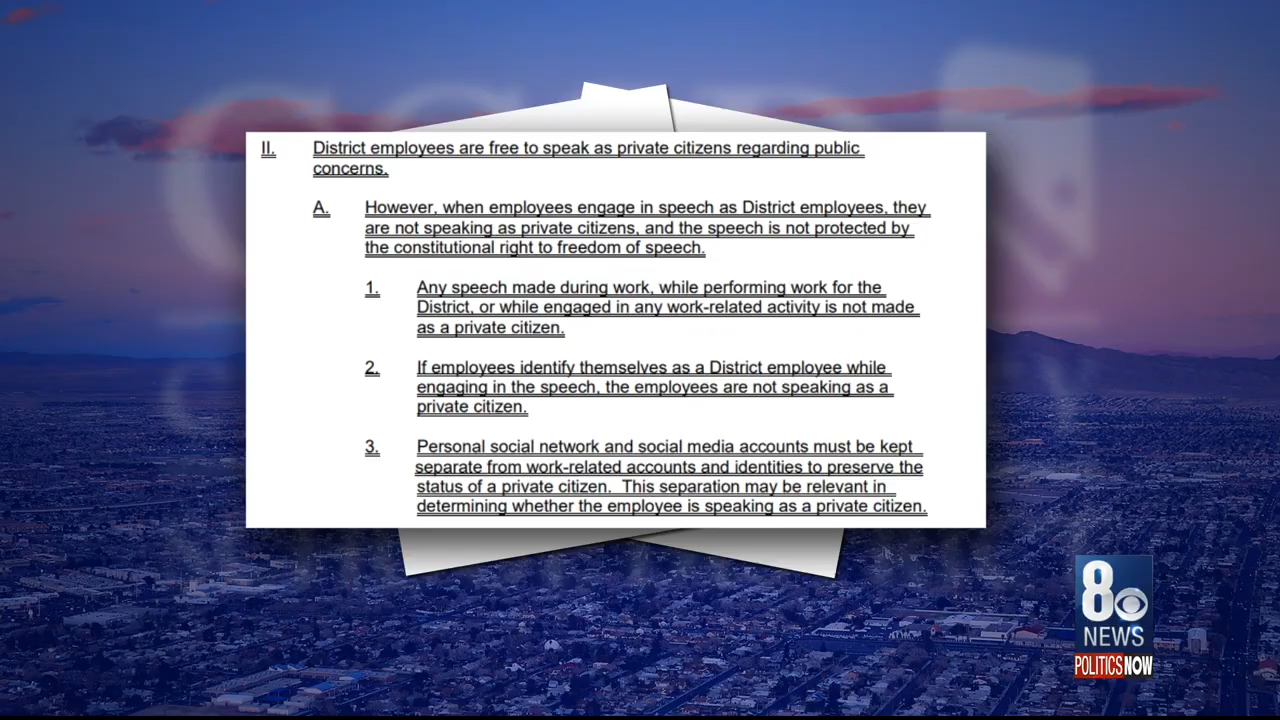 II. District employees are free to speak as private citizens regarding public
concerns.
A. However, when employees engage in speech as District employees, they
are not speaking as private citizens, and the speech is not protected by
the constitutional right to freedom of speech.
1. Any speech made during work, while performing work for the
District, or while engaged in any work-related activity is not made
as a private citizen.
2. If employees identify themselves as a District employee while
engaging in the speech, the employees are not speaking as a
private citizen.
3. Personal social network and social media accounts must be kept
separate from work-related accounts and identities to preserve the
status of a private citizen. This separation may be relevant in
determining whether the employee is speaking as a private citizen.
8
NEWS
POLITICSNOW